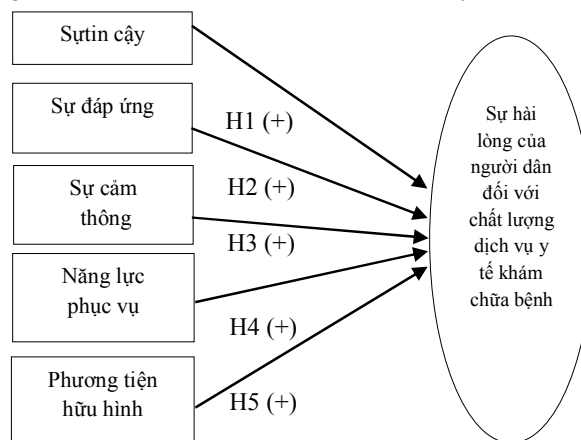 Sựtin cậy
Sự đáp ứng
H1 (+)
Sự cảm
thông
H2 (+)
H3 (+)
Năng lực
phục vụ
H4 (+)
Phương tiện
hữu hình
H5 (+)
Sự hài
lòng của
người dân
đối với
chất lượng
dịch vụ y
tế khám
chữa bệnh